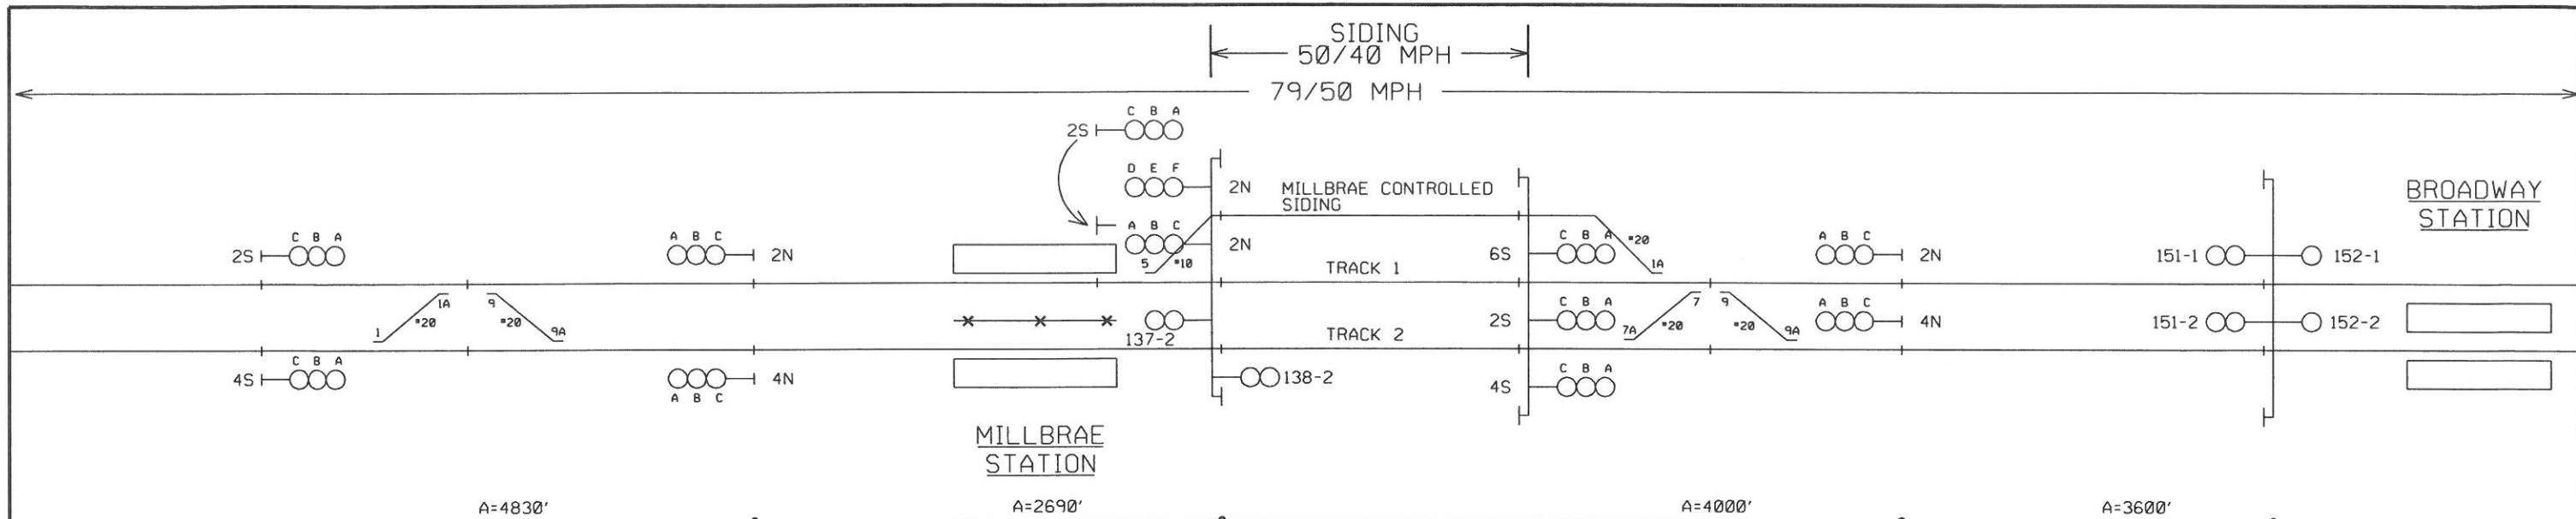 SIDING
50/40 MPH
79/50 MPH
C B A
2S
D E F
2N
MILLBRAE CONTROLLED
SIDING
BROADWAY
STATION
C B A
2S
A B C
2N
A B C
2N
5
"10
TRACK 1
C B A
6S
"20
1A
A B C
2N
151-1
152-1
1
1A
"20
9
"20
9A
137-2
TRACK 2
C B A
2S
7A
7
"20
9
"20
9A
A B C
4N
151-2
152-2
C B A
4S
4N
A B C
138-2
C B A
4S
MILLBRAE
STATION
A=4830'
A=2690'
A=4000'
A=3600'